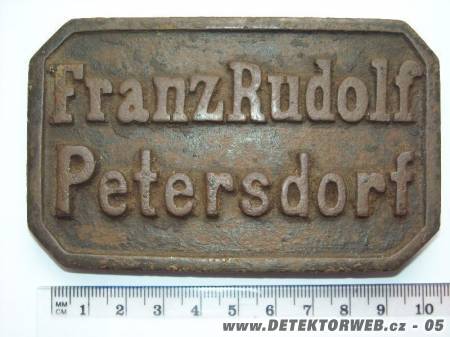 FranzRudolf
Petersdorf
MM
CM
1 2 3 4 5 6 7 8 9 10
www.DETEKTORWEB.cz - 05